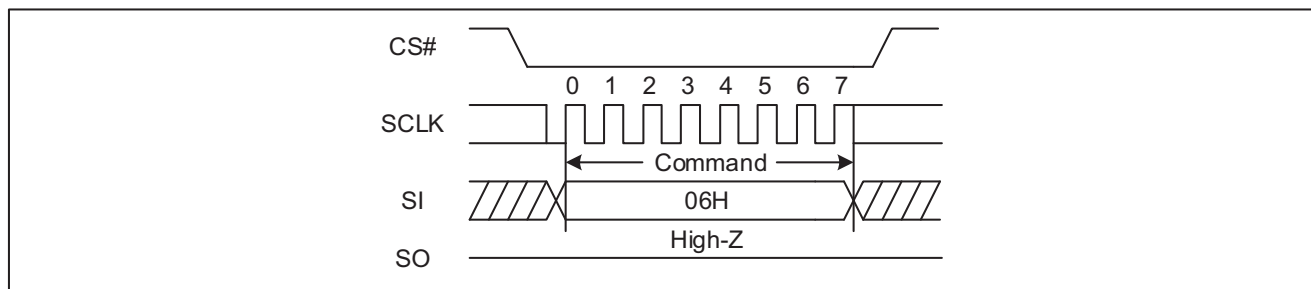 CS#
0 1 2 3 4 5 6 7
SCLK
Command
SI 06H
High-Z
SO